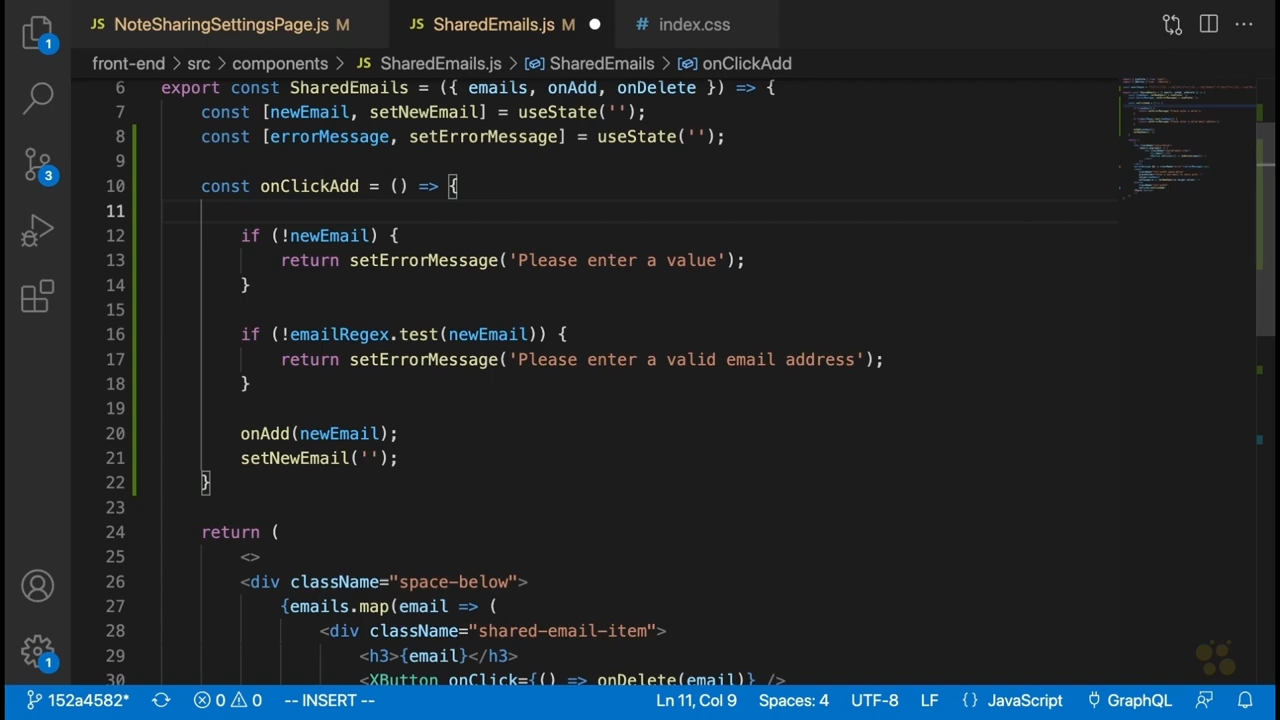 JS NoteSharingSettingsPage.js M JS SharedEmails.js M # index.css
1
front-end > src > components > JS SharedEmails.js > SharedEmails > onClickAdd
6 export const SharedEmails = ({ emails, onAdd, onDelete }) => {
7 const [newEmail, setNewEmail] = useState('');
8 const [errorMessage, setErrorMessage] = useState('');
9
10 const onClickAdd = () => {
11
12 if (!newEmail) {
13 return setErrorMessage('Please enter a value');
14 }
15
16 if (!emailRegex.test(newEmail)) {
17 return setErrorMessage('Please enter a valid email address');
18 }
19
20 onAdd(newEmail);
21 setNewEmail('');
22 }
23
24 return (
25 <>
26 <div className="space-below">
27 {emails.map(email => (
28 <div className="shared-email-item">
29 <h3>{email}</h3>
30 <XButton onClick={() => onDelete(email)} />
3
1
152a4582* 0 0 -- INSERT -- Ln 11, Col 9 Spaces: 4 UTF-8 LF {} JavaScript GraphQL